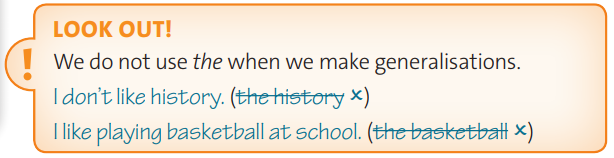 LOOK OUT!
! We do not use the when we make generalisations.
I don't like history. (the history ×)
I like playing basketball at school. (the basketball ×)